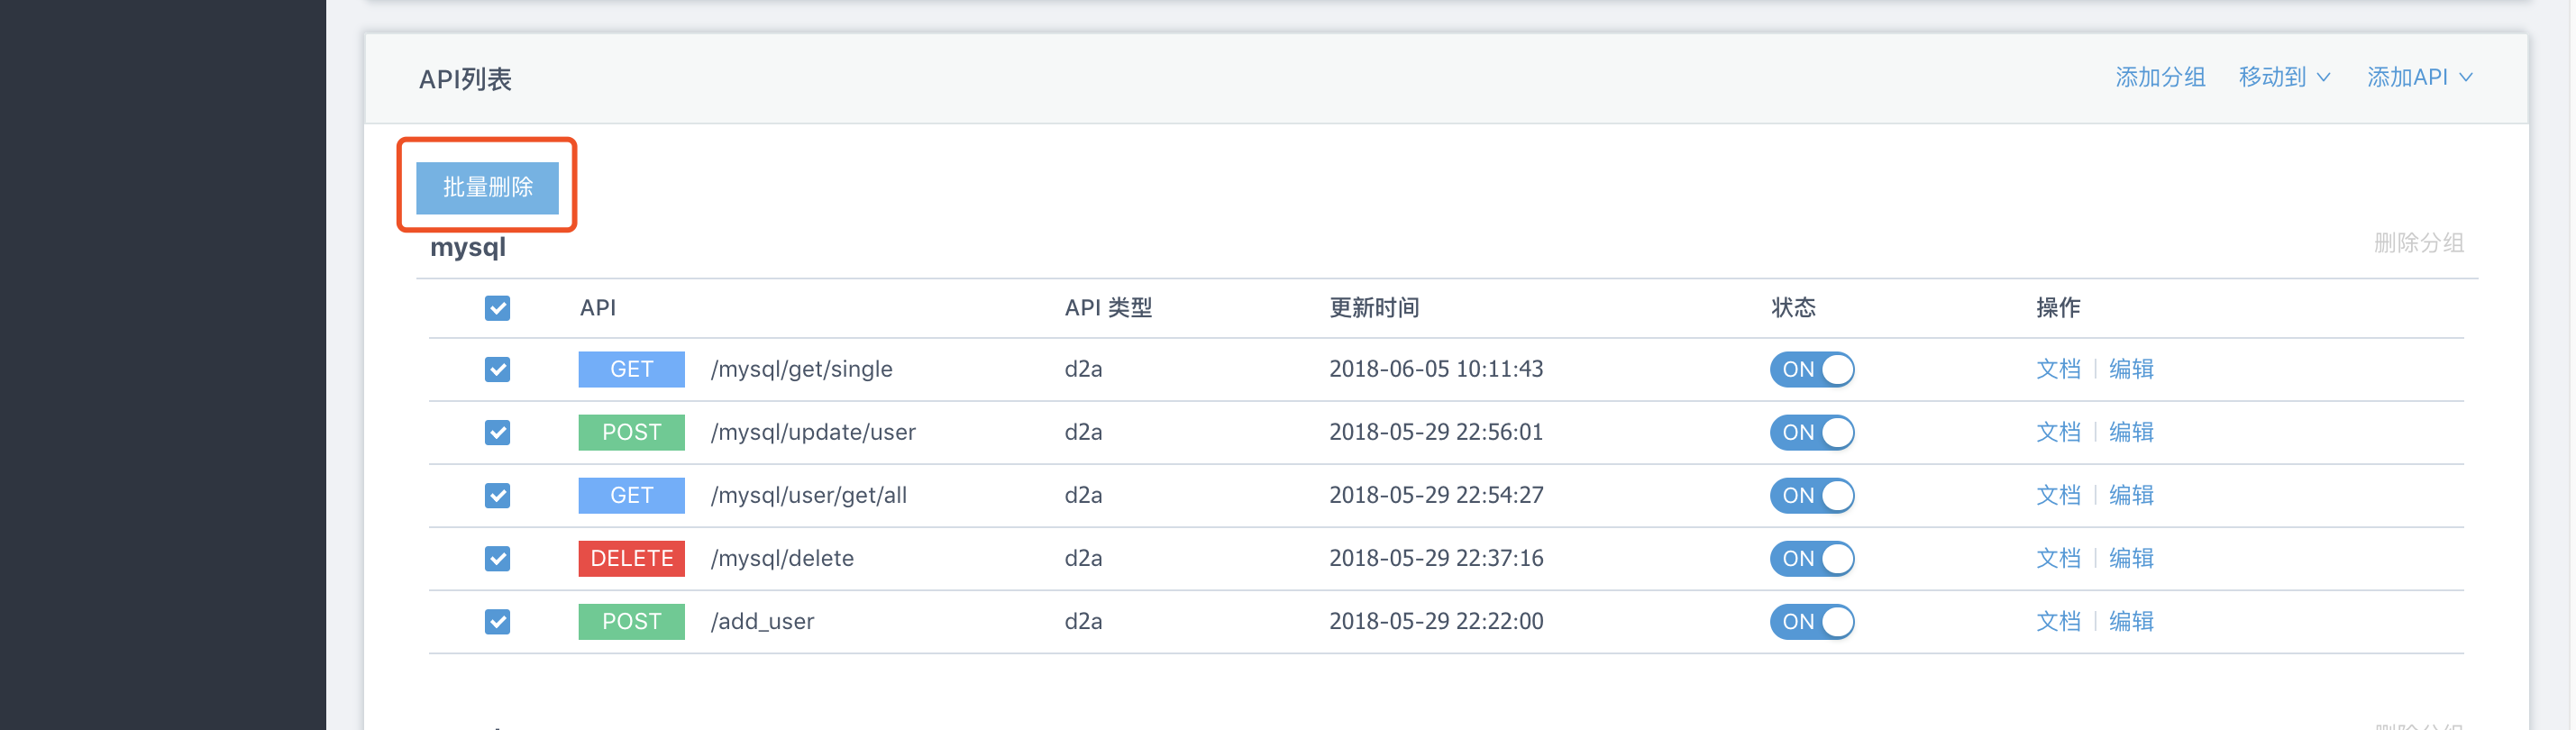 API列表 添加分组 移动到 添加API
批量删除
mysql 删除分组
API API 类型 更新时间 状态 操作
GET /mysql/get/single d2a 2018-06-05 10:11:43 ON 文档 | 编辑
POST /mysql/update/user d2a 2018-05-29 22:56:01 ON 文档 | 编辑
GET /mysql/user/get/all d2a 2018-05-29 22:54:27 ON 文档 | 编辑
DELETE /mysql/delete d2a 2018-05-29 22:37:16 ON 文档 | 编辑
POST /add_user d2a 2018-05-29 22:22:00 ON 文档 | 编辑